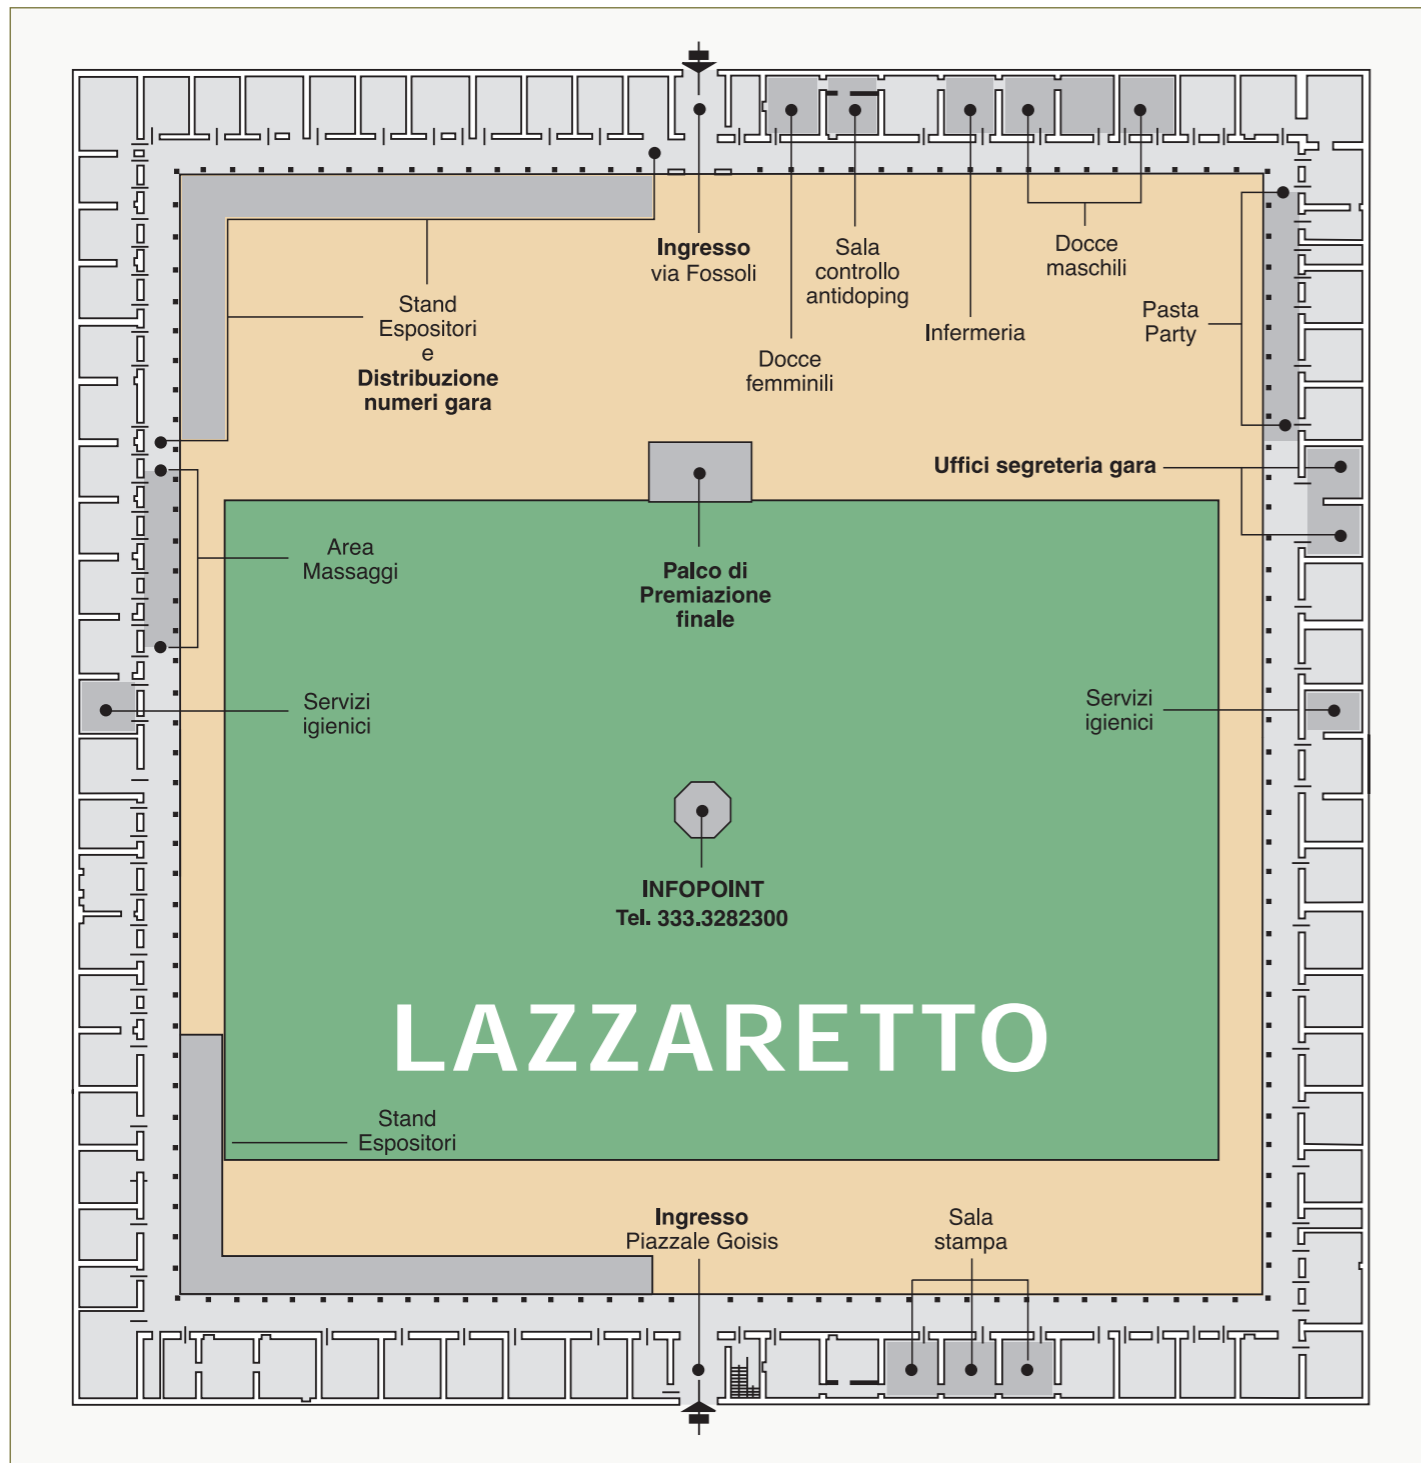 Ingresso
via Fossoli
Sala
controllo
antidoping
Docce
maschili
Stand
Espositori
e
Distribuzione
numeri gara
Docce
femminili
Infermeria
Pasta
Party
Uffici segreteria gara
Area
Massaggi
Palco di
Premiazione
finale
Servizi
igienici
Servizi
igienici
INFOPOINT
Tel. 333.3282300
LAZZARETTO
Stand
Espositori
Ingresso
Piazzale Goisis
Sala
stampa